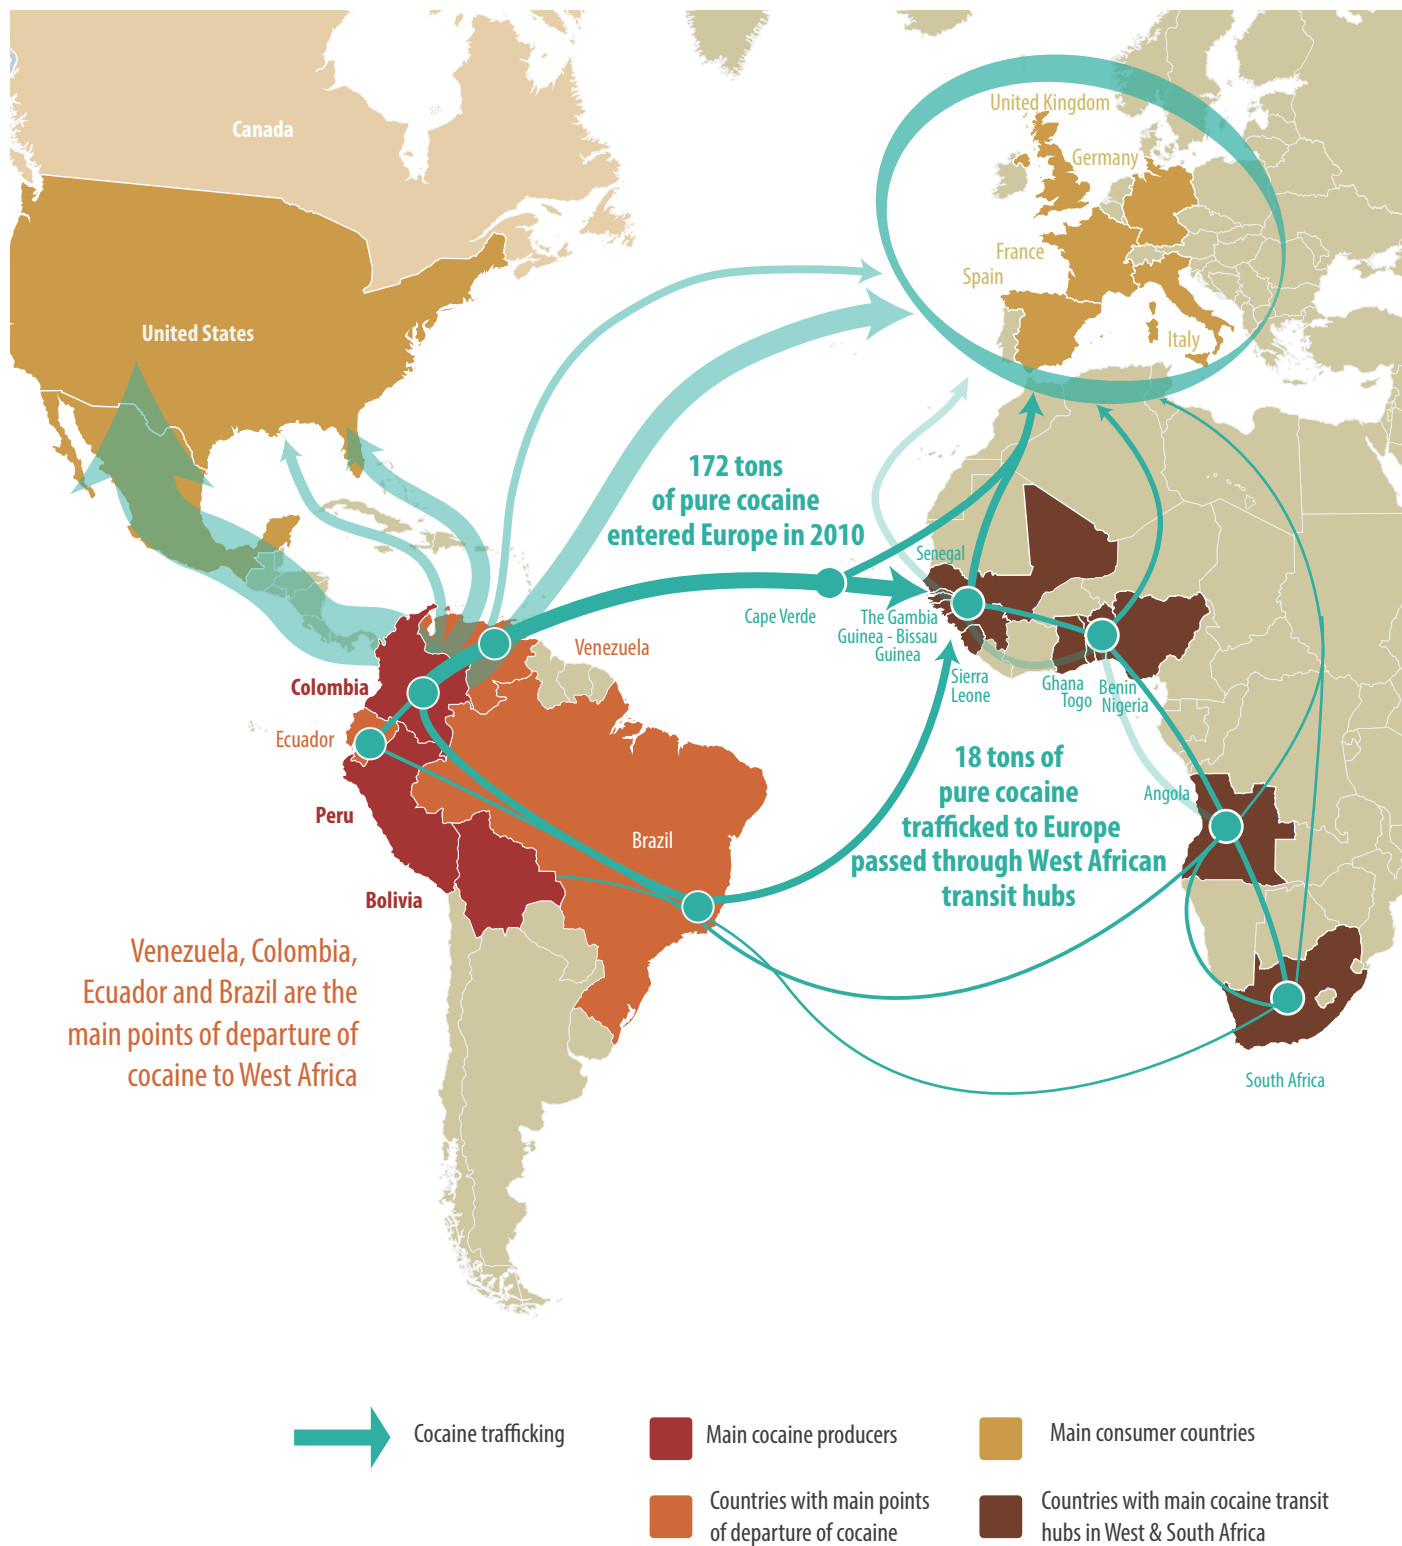 Canada
United States
United Kingdom
Germany
France
Spain
Italy
172 tons
of pure cocaine
entered Europe in 2010
Senegal
Cape Verde
The Gambia
Guinea - Bissau
Guinea
Sierra
Leone
Ghana
Togo
Benin
Nigeria
Venezuela
Colombia
Ecuador
Peru
Brazil
Bolivia
18 tons of
pure cocaine
trafficked to Europe
passed through West African
transit hubs
Angola
South Africa
Venezuela, Colombia,
Ecuador and Brazil are the
main points of departure of
cocaine to West Africa
Cocaine trafficking
Main cocaine producers
Main consumer countries
Countries with main points
of departure of cocaine
Countries with main cocaine transit
hubs in West & South Africa